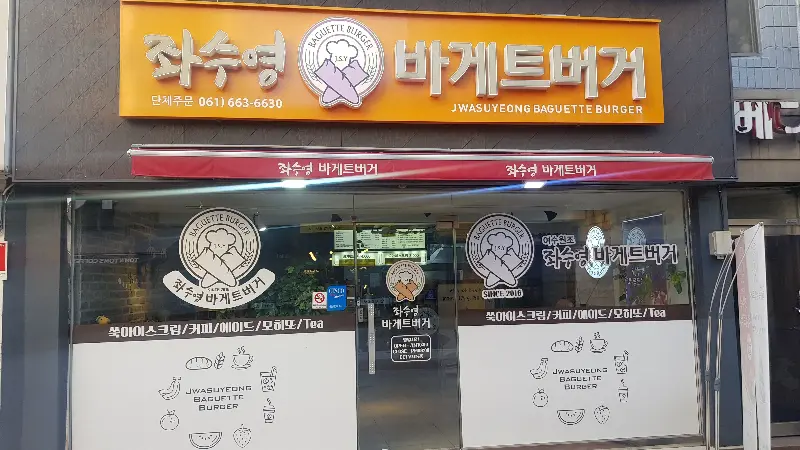 좌수영
BAGUETTE BURGER
J.S.Y
바게트버거
단체주문 061) 663-6630
JWASUYEONG BAGUETTE BURGER
베
좌수영 바게트버거
좌수영 바게트버거
BAGUETTE BURGER
J.S.Y
좌수영 바게트버거
쑥아이스크림/커피/에이드/모히또/Tea
JWASUYEONG
BAGUETTE
BURGER
좌수영
바게트버거
BAGUETTE BURGER
J.S.Y
SINCE 2016
여수원조
좌수영 바게트버거
쑥아이스크림/커피/에이드/모히또/Tea
JWASUYEONG
BAGUETTE
BURGER